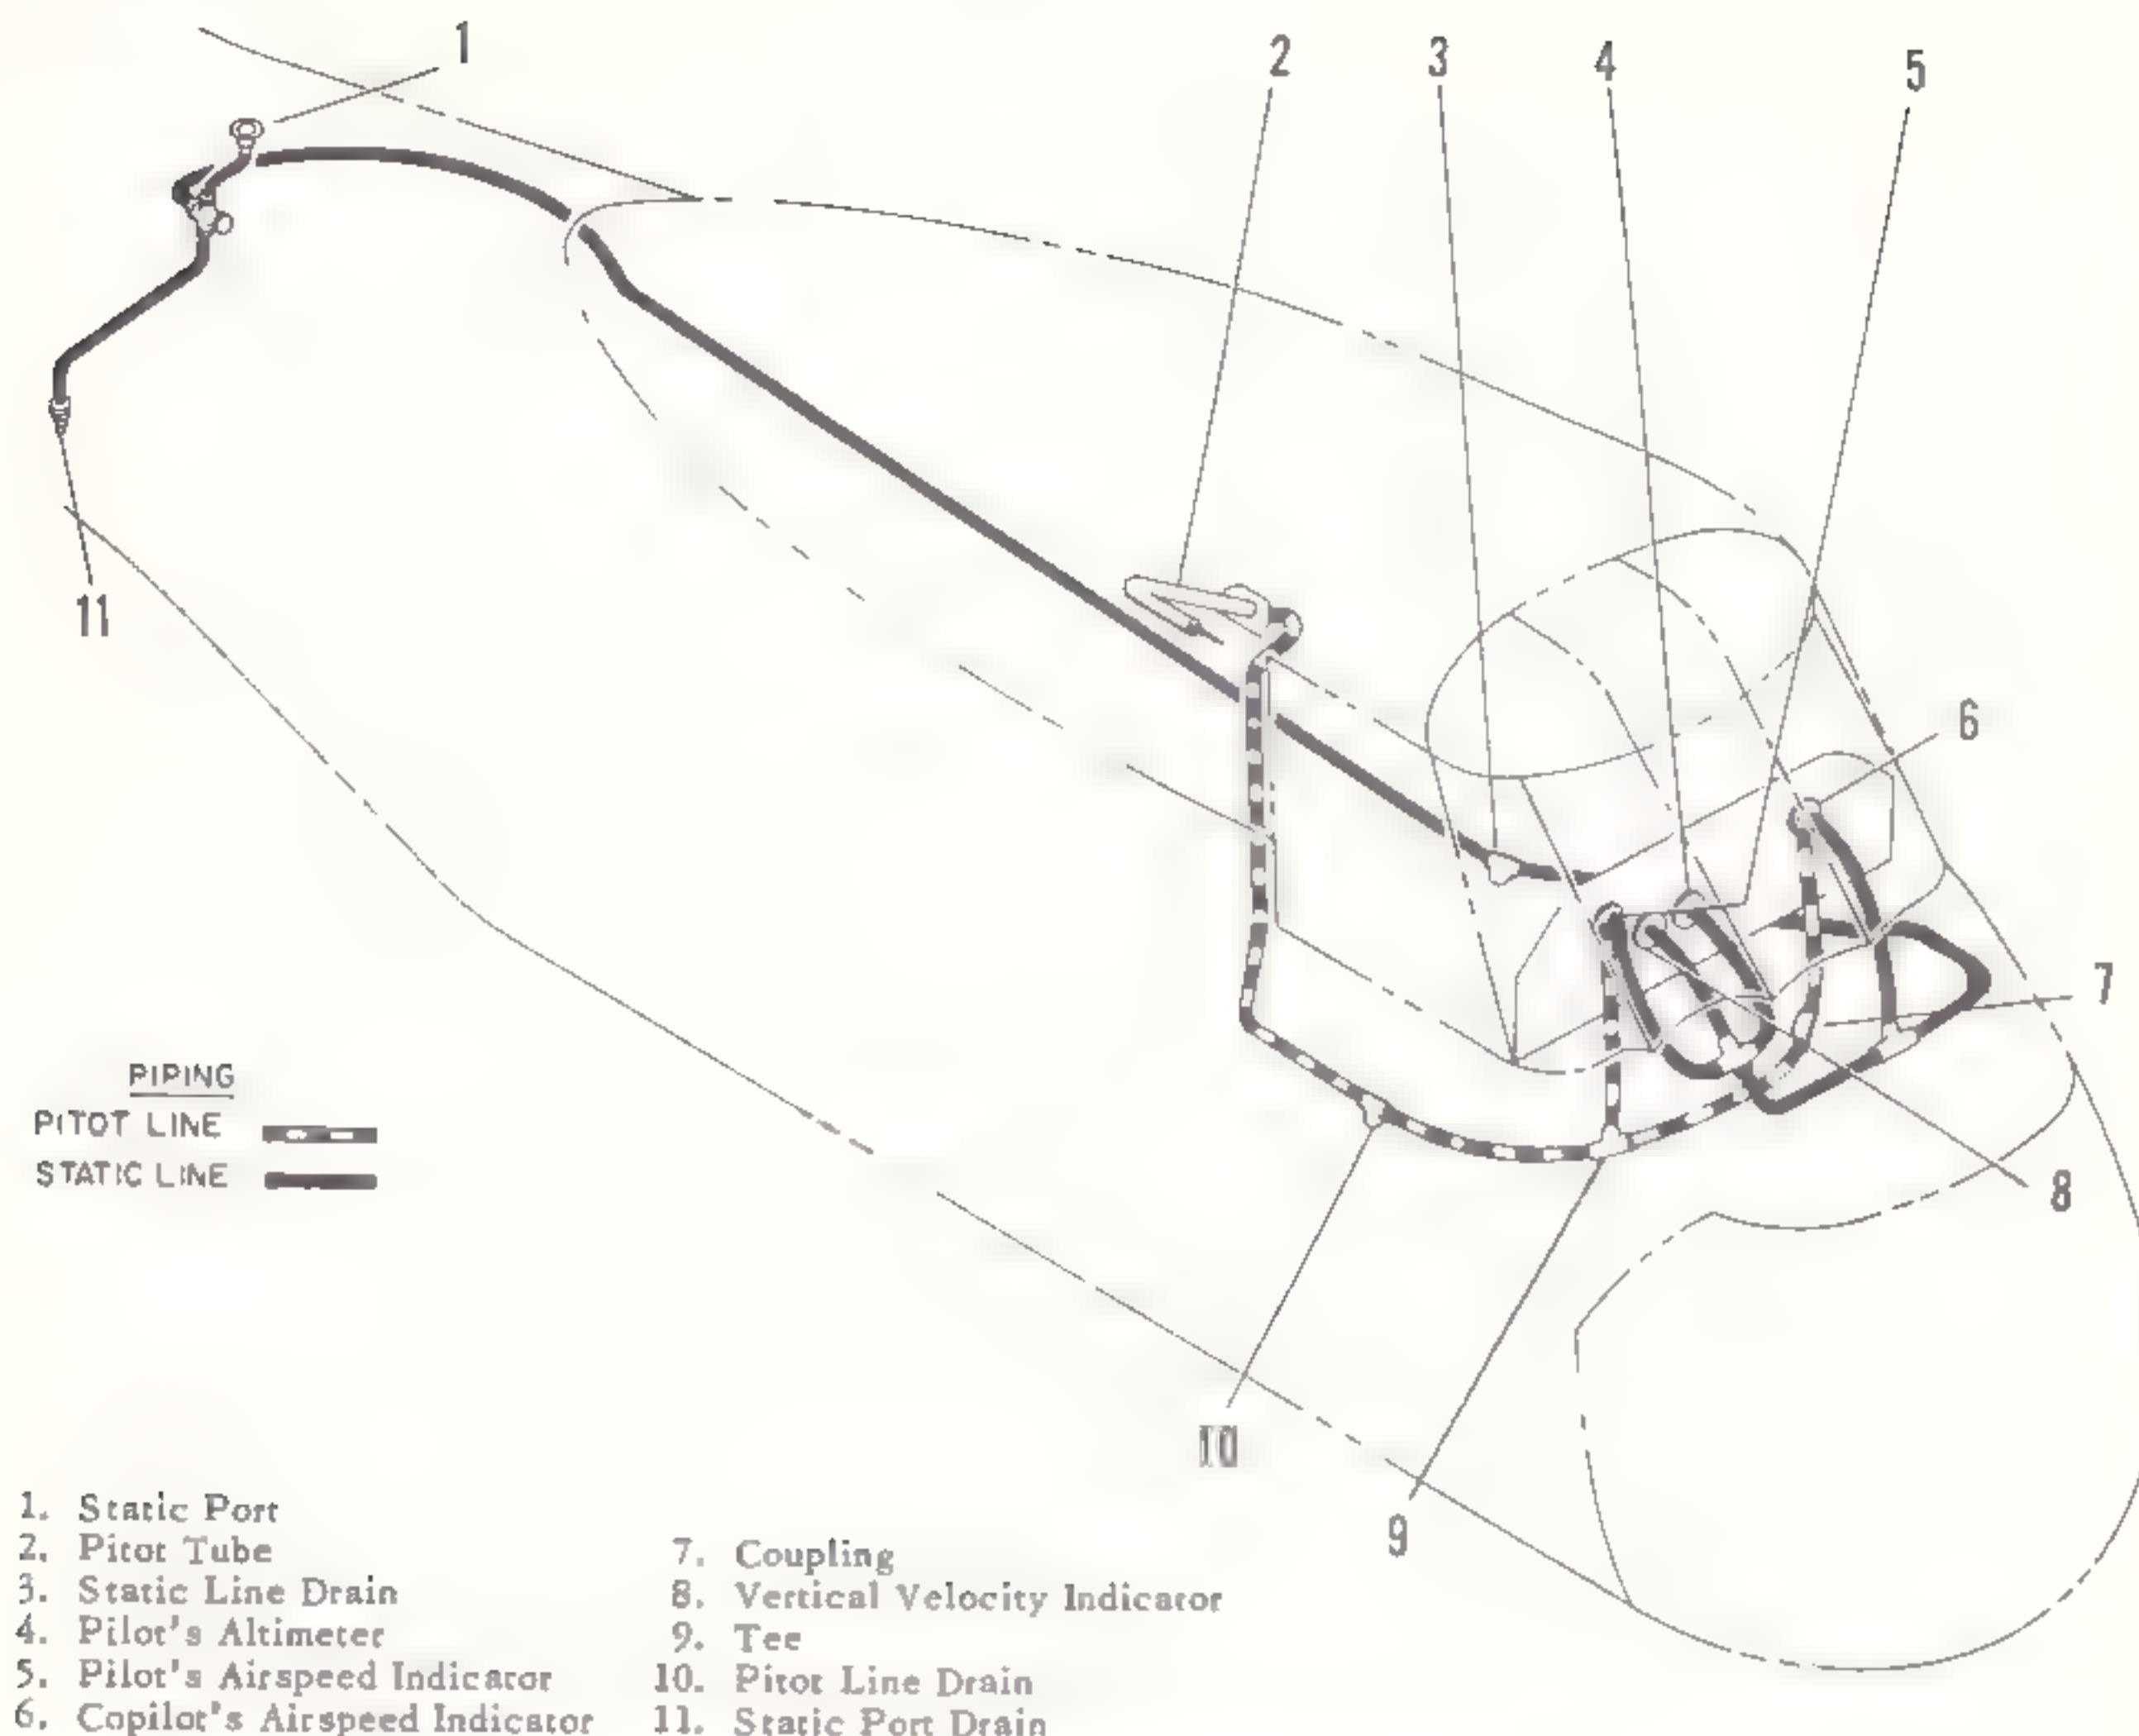 1
2
3
4
5
11
6
7
PIPING
PITOT LINE
STATIC LINE
8
10
9
1. Static Port
2. Pitot Tube
3. Static Line Drain
4. Pilot's Altimeter
5. Pilot's Airspeed Indicator
6. Copilot's Airspeed Indicator
7. Coupling
8. Vertical Velocity Indicator
9. Tee
10. Pitot Line Drain
11. Static Port Drain